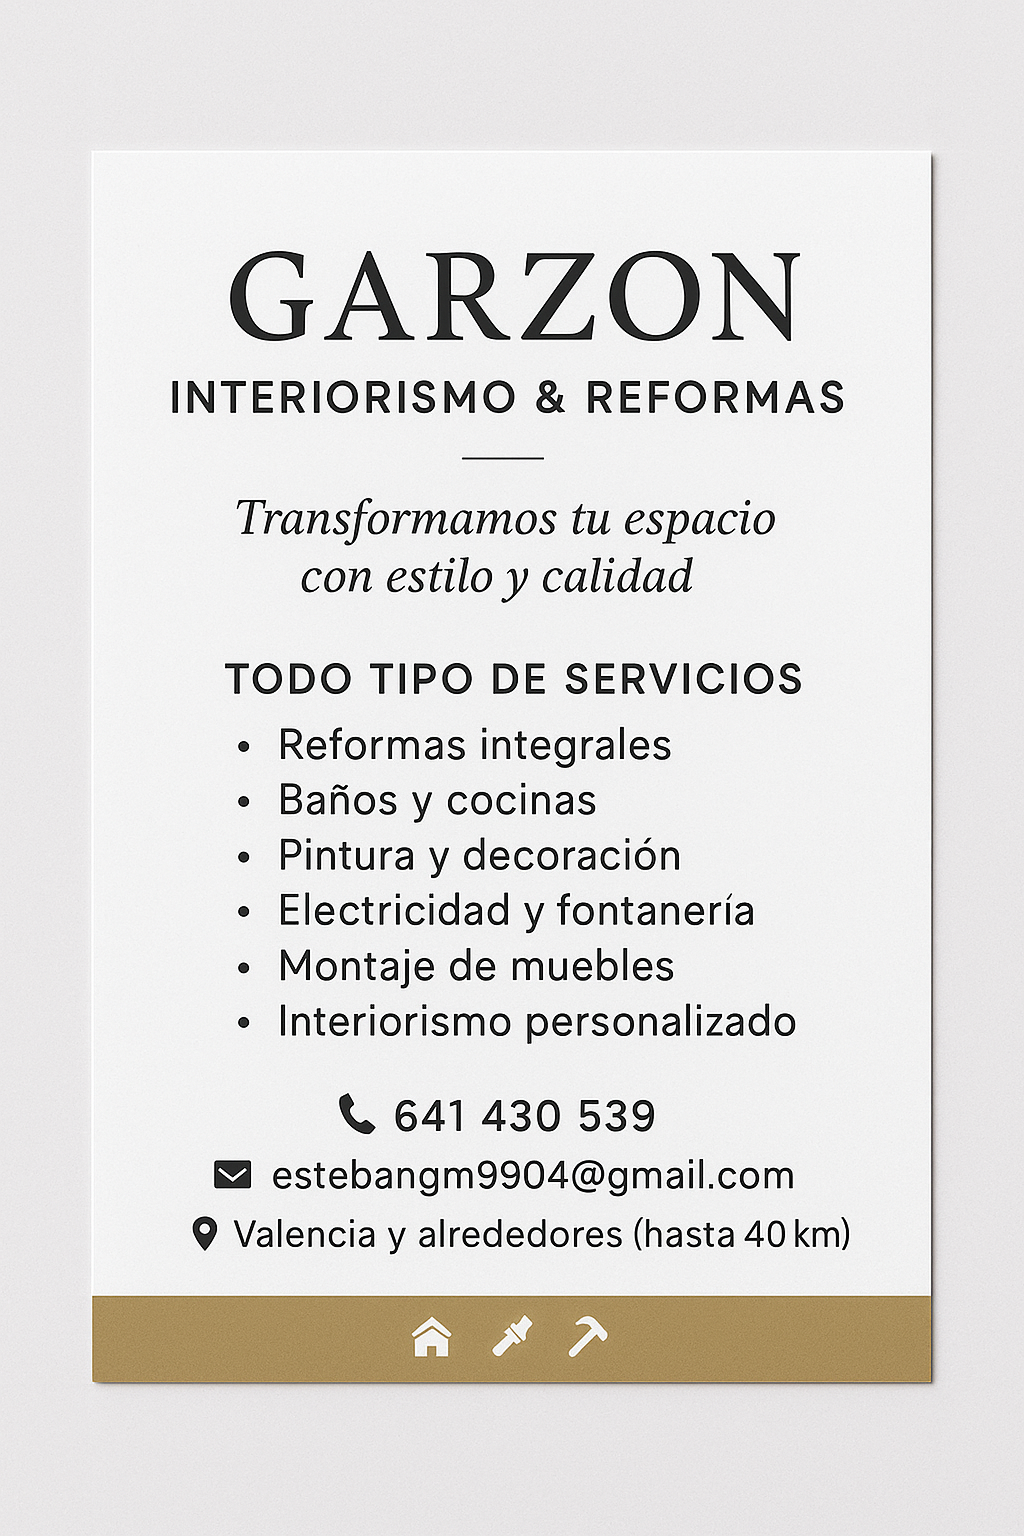 GARZON
INTERIORISMO & REFORMAS
Transformamos tu espacio
con estilo y calidad
TODO TIPO DE SERVICIOS
• Reformas integrales
• Baños y cocinas
• Pintura y decoración
• Electricidad y fontanería
• Montaje de muebles
• Interiorismo personalizado
641 430 539
estebangm9904@gmail.com
Valencia y alrededores (hasta 40 km)